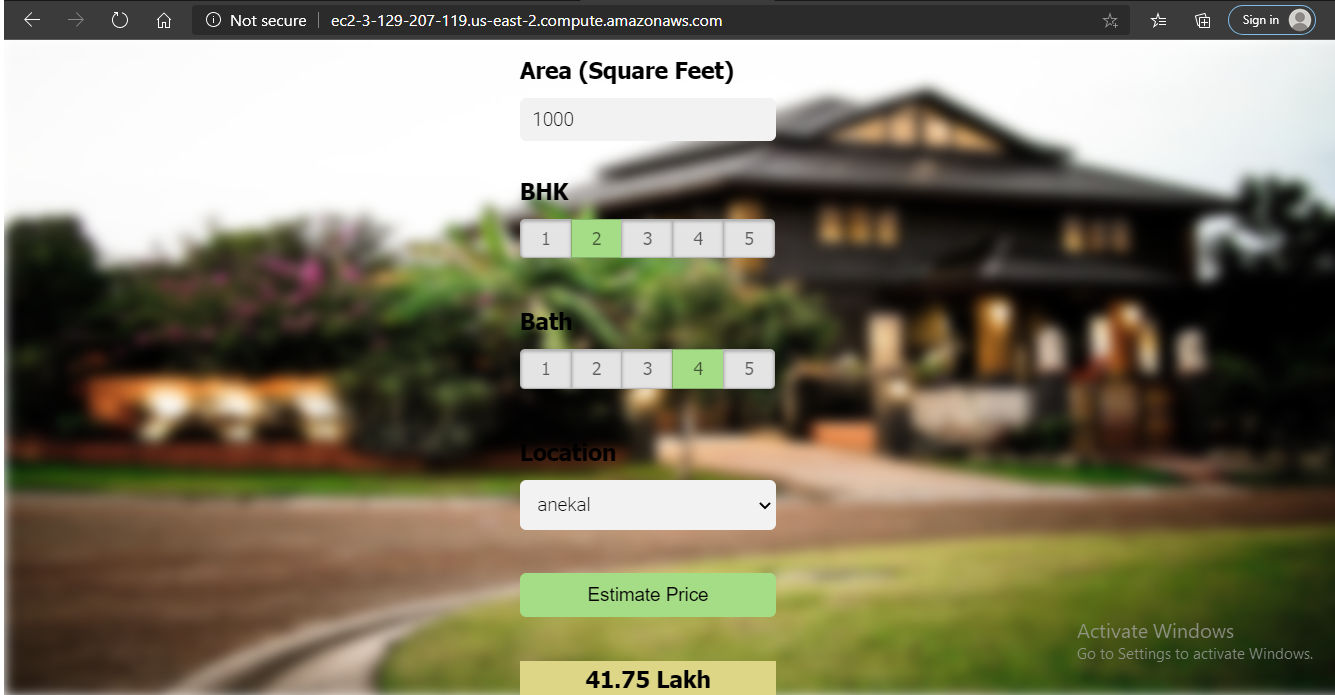 Not secure
ec2-3-129-207-119.us-east-2.compute.amazonaws.com
Sign in
Area (Square Feet)
1000
BHK
1 2 3 4 5
Bath
1 2 3 4 5
Location
anekal
Estimate Price
Activate Windows
Go to Settings to activate Windows.
41.75 Lakh